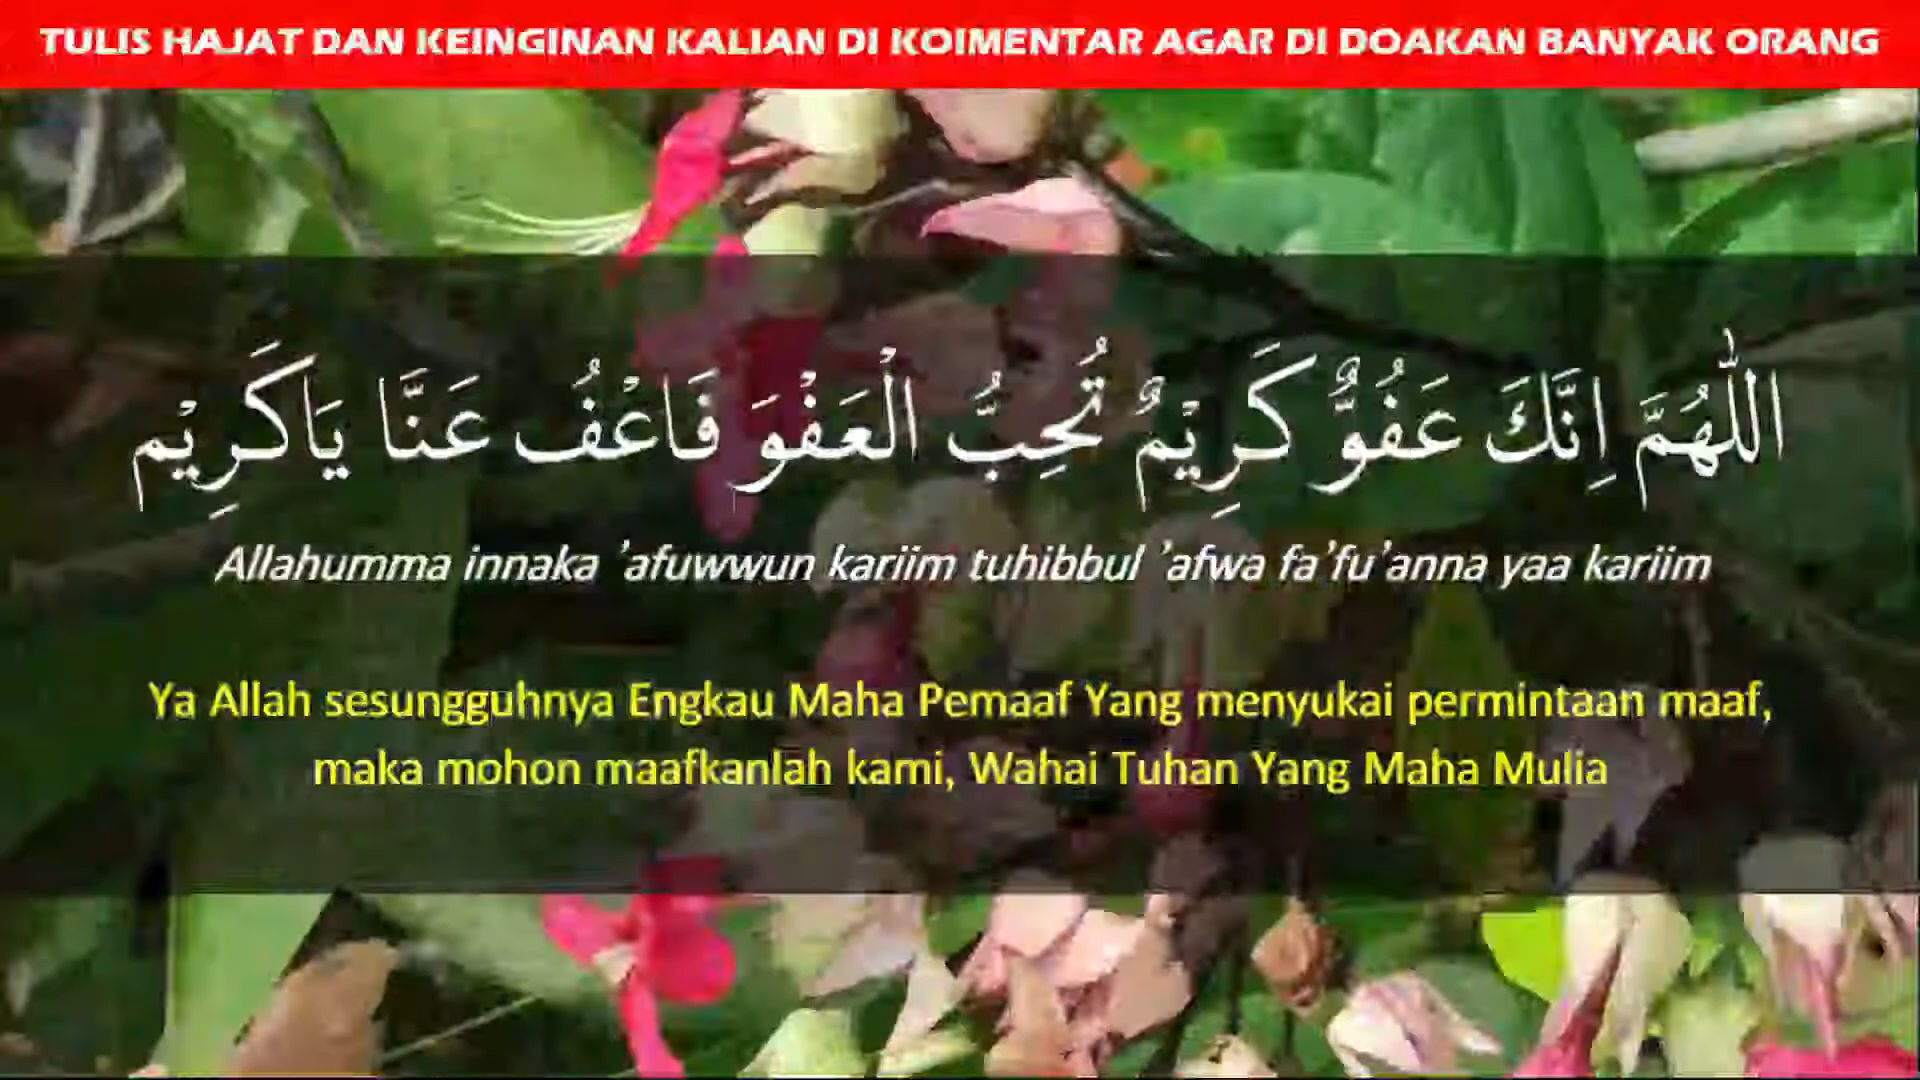 TULIS HAJAT DAN KEINGINAN KALIAN DI KOIMENTAR AGAR DI DOAKAN BANYAK ORANG
اللّٰهُمَّ اِنَّكَ عَفُوٌّ كَرِيْمٌ تُحِبُّ الْعَفْوَ فَاعْفُ عَنَّا يَاكَرِيْم
Allahumma innaka ’afuwwun kariim tuhibbul ’afwa fa’fu’anna yaa kariim
Ya Allah sesungguhnya Engkau Maha Pemaaf Yang menyukai permintaan maaf,
maka mohon maafkanlah kami, Wahai Tuhan Yang Maha Mulia